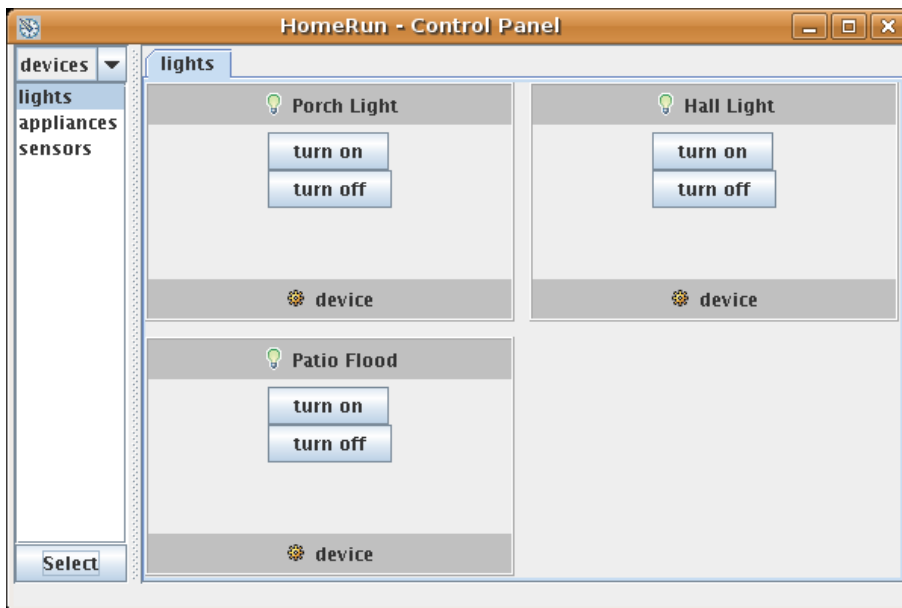 HomeRun - Control Panel
devices
lights
appliances
sensors
Select
lights
Porch Light
turn on
turn off
device
Hall Light
turn on
turn off
device
Patio Flood
turn on
turn off
device